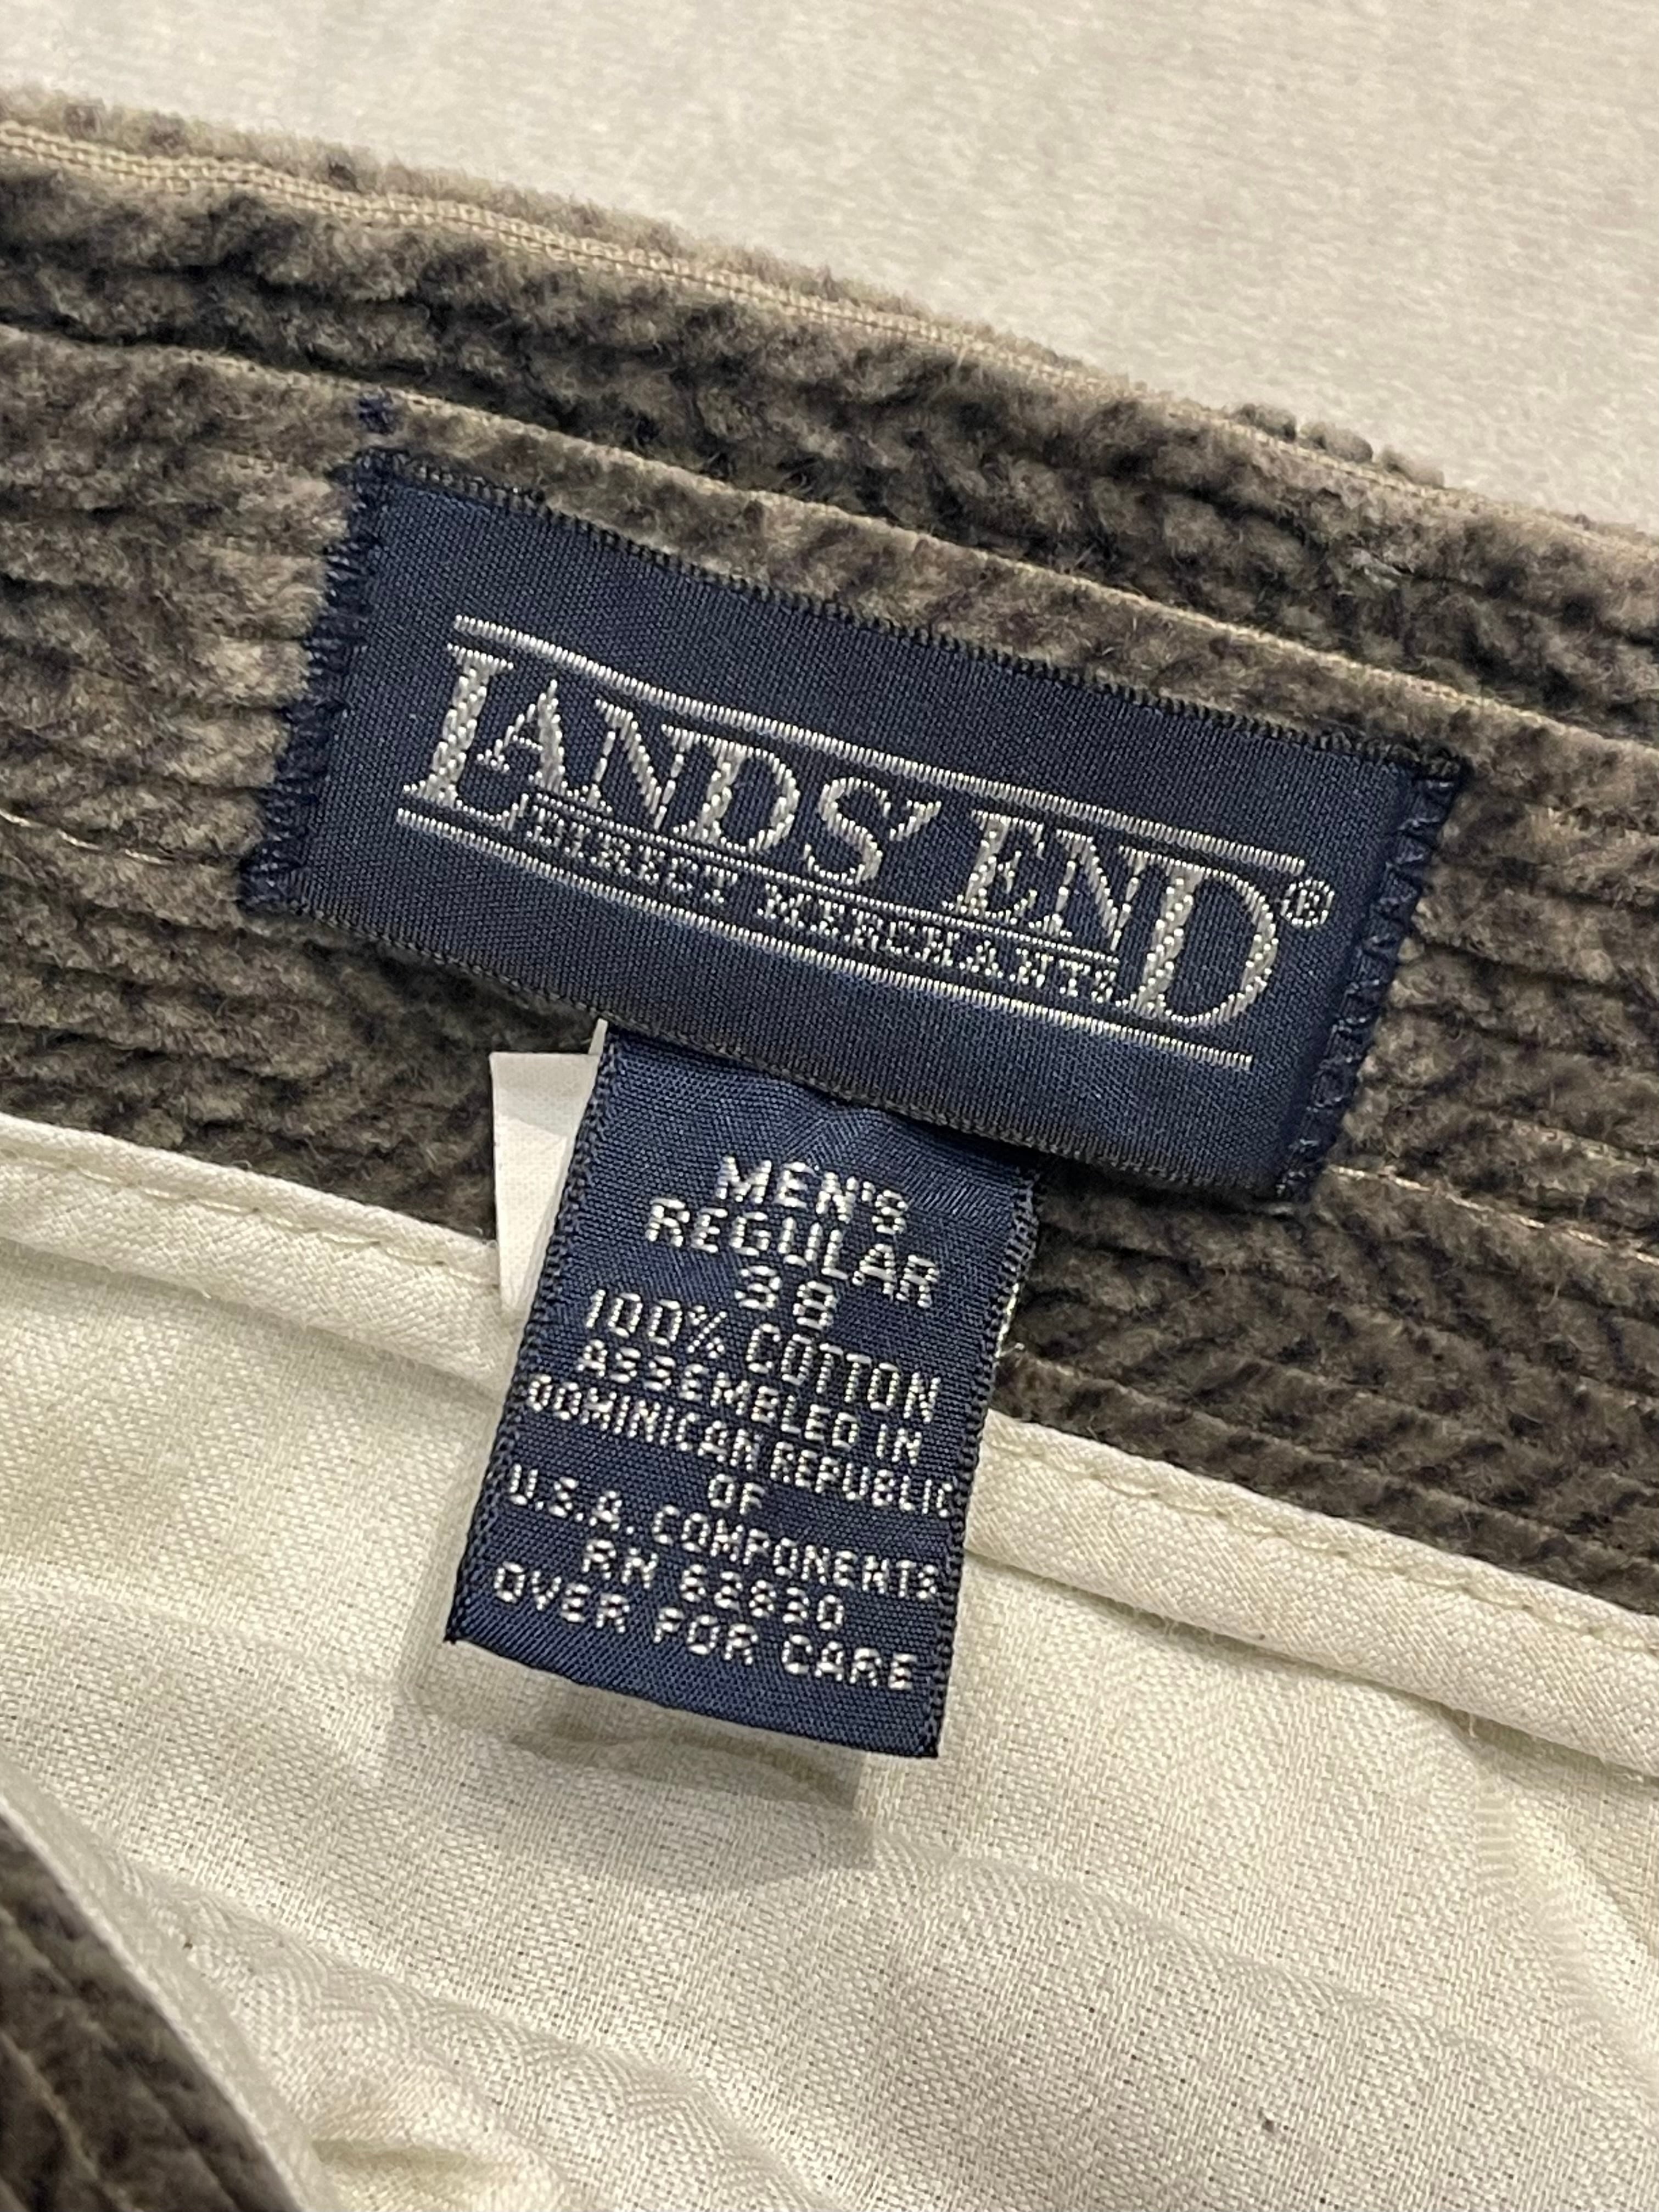 LANDS' END®
DIRECT MERCHANTS
MEN'S
REGULAR
38
100% COTTON
ASSEMBLED IN
DOMINICAN REPUBLIC
OF
U.S.A. COMPONENTS
RN 62830
OVER FOR CARE